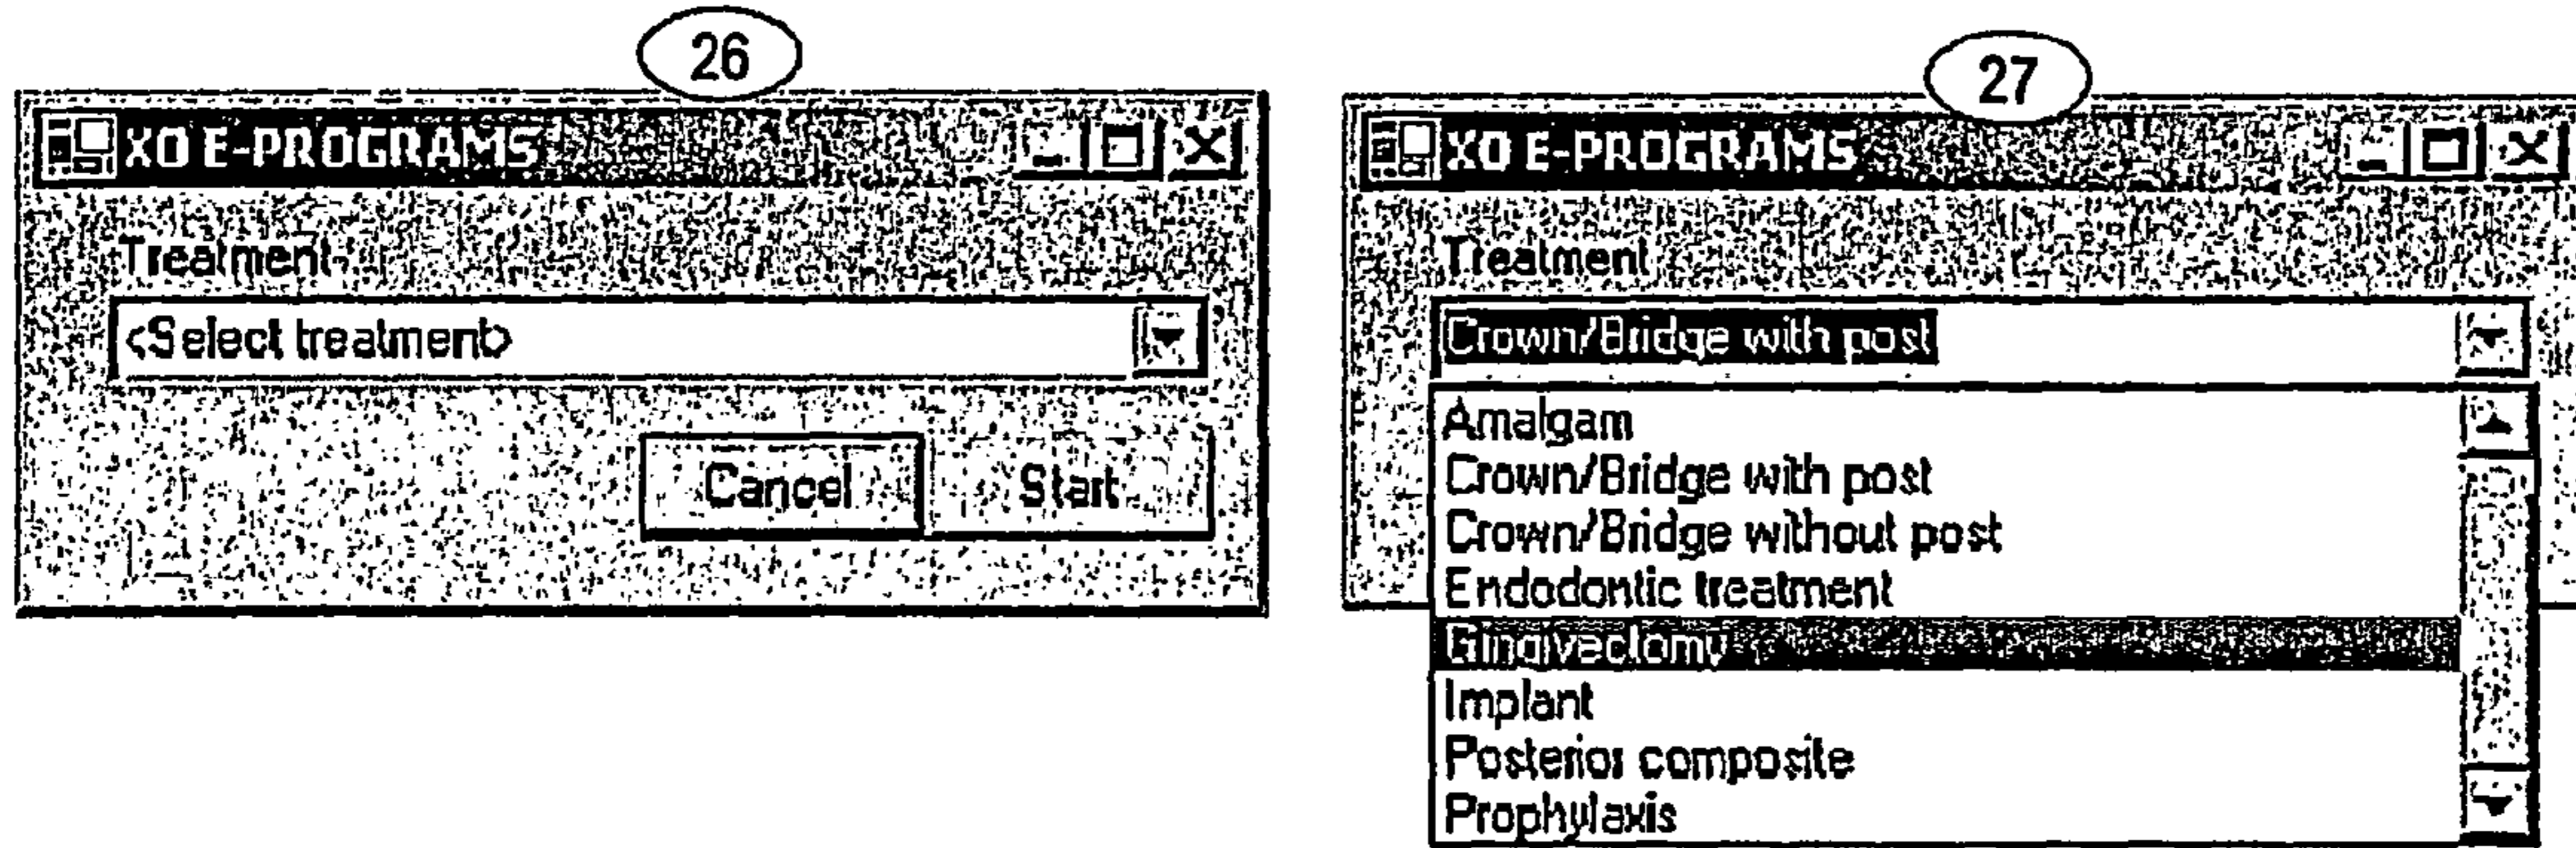 26
XO E-PROGRAMS
Treatment
<Select treatment>
Cancel Start
27
XO E-PROGRAMS
Treatment
Crown/Bridge with post
Amalgam
Crown/Bridge with post
Crown/Bridge without post
Endodontic treatment
Gingivectomy
Implant
Posterior composite
Prophylaxis